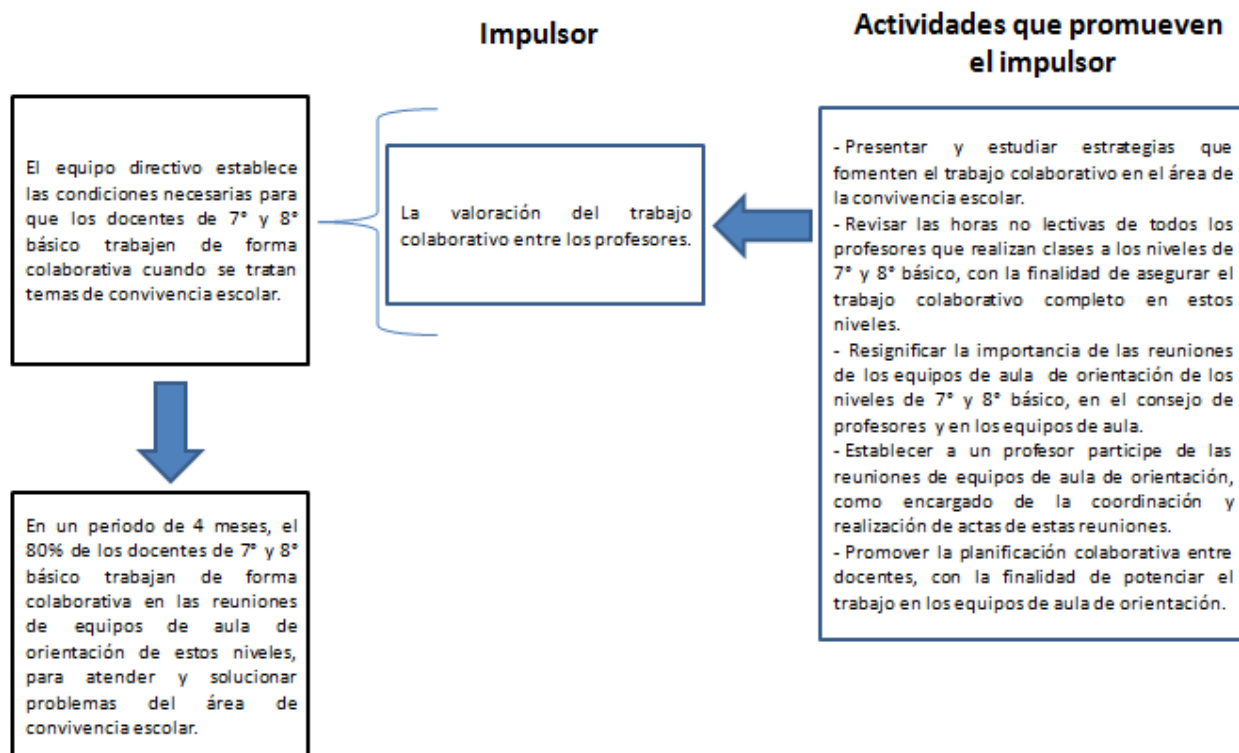 Impulsor
Actividades que promueven
el impulsor
El equipo directivo establece
las condiciones necesarias para
que los docentes de 7° y 8°
básico trabajen de forma
colaborativa cuando se tratan
temas de convivencia escolar.
La valoración del trabajo
colaborativo entre los profesores.
- Presentar y estudiar estrategias que
fomenten el trabajo colaborativo en el área de
la convivencia escolar.
- Revisar las horas no lectivas de todos los
profesores que realizan clases a los niveles de
7° y 8° básico, con la finalidad de asegurar el
trabajo colaborativo completo en estos
niveles.
- Resignificar la importancia de las reuniones
de los equipos de aula de orientación de los
niveles de 7° y 8° básico, en el consejo de
profesores y en los equipos de aula.
- Establecer a un profesor participe de las
reuniones de equipos de aula de orientación,
como encargado de la coordinación y
realización de actas de estas reuniones.
- Promover la planificación colaborativa entre
docentes, con la finalidad de potenciar el
trabajo en los equipos de aula de orientación.
En un periodo de 4 meses, el
80% de los docentes de 7° y 8°
básico trabajan de forma
colaborativa en las reuniones
de equipos de aula de
orientación de estos niveles,
para atender y solucionar
problemas del área de
convivencia escolar.